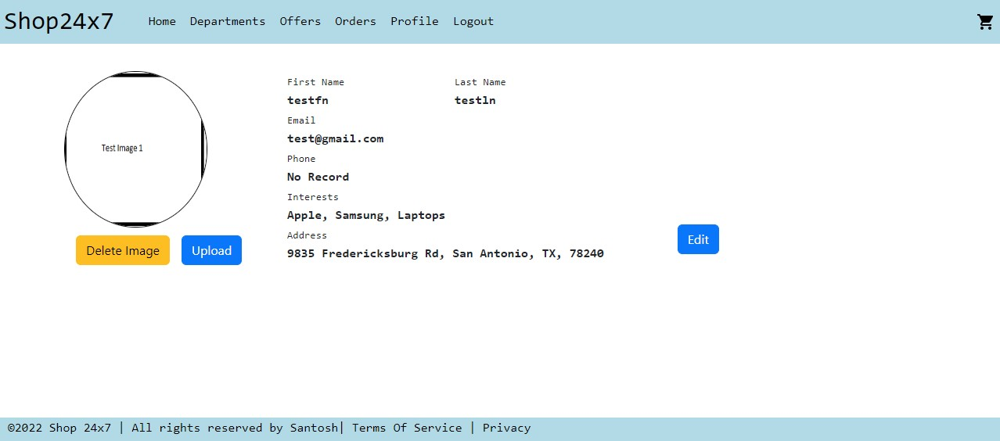 Shop24x7 Home Departments Offers Orders Profile Logout
Test Image 1
Delete Image Upload
First Name Last Name
testfn testln
Email
test@gmail.com
Phone
No Record
Interests
Apple, Samsung, Laptops
Address
9835 Fredericksburg Rd, San Antonio, TX, 78240
Edit
©2022 Shop 24x7 | All rights reserved by Santosh| Terms Of Service | Privacy